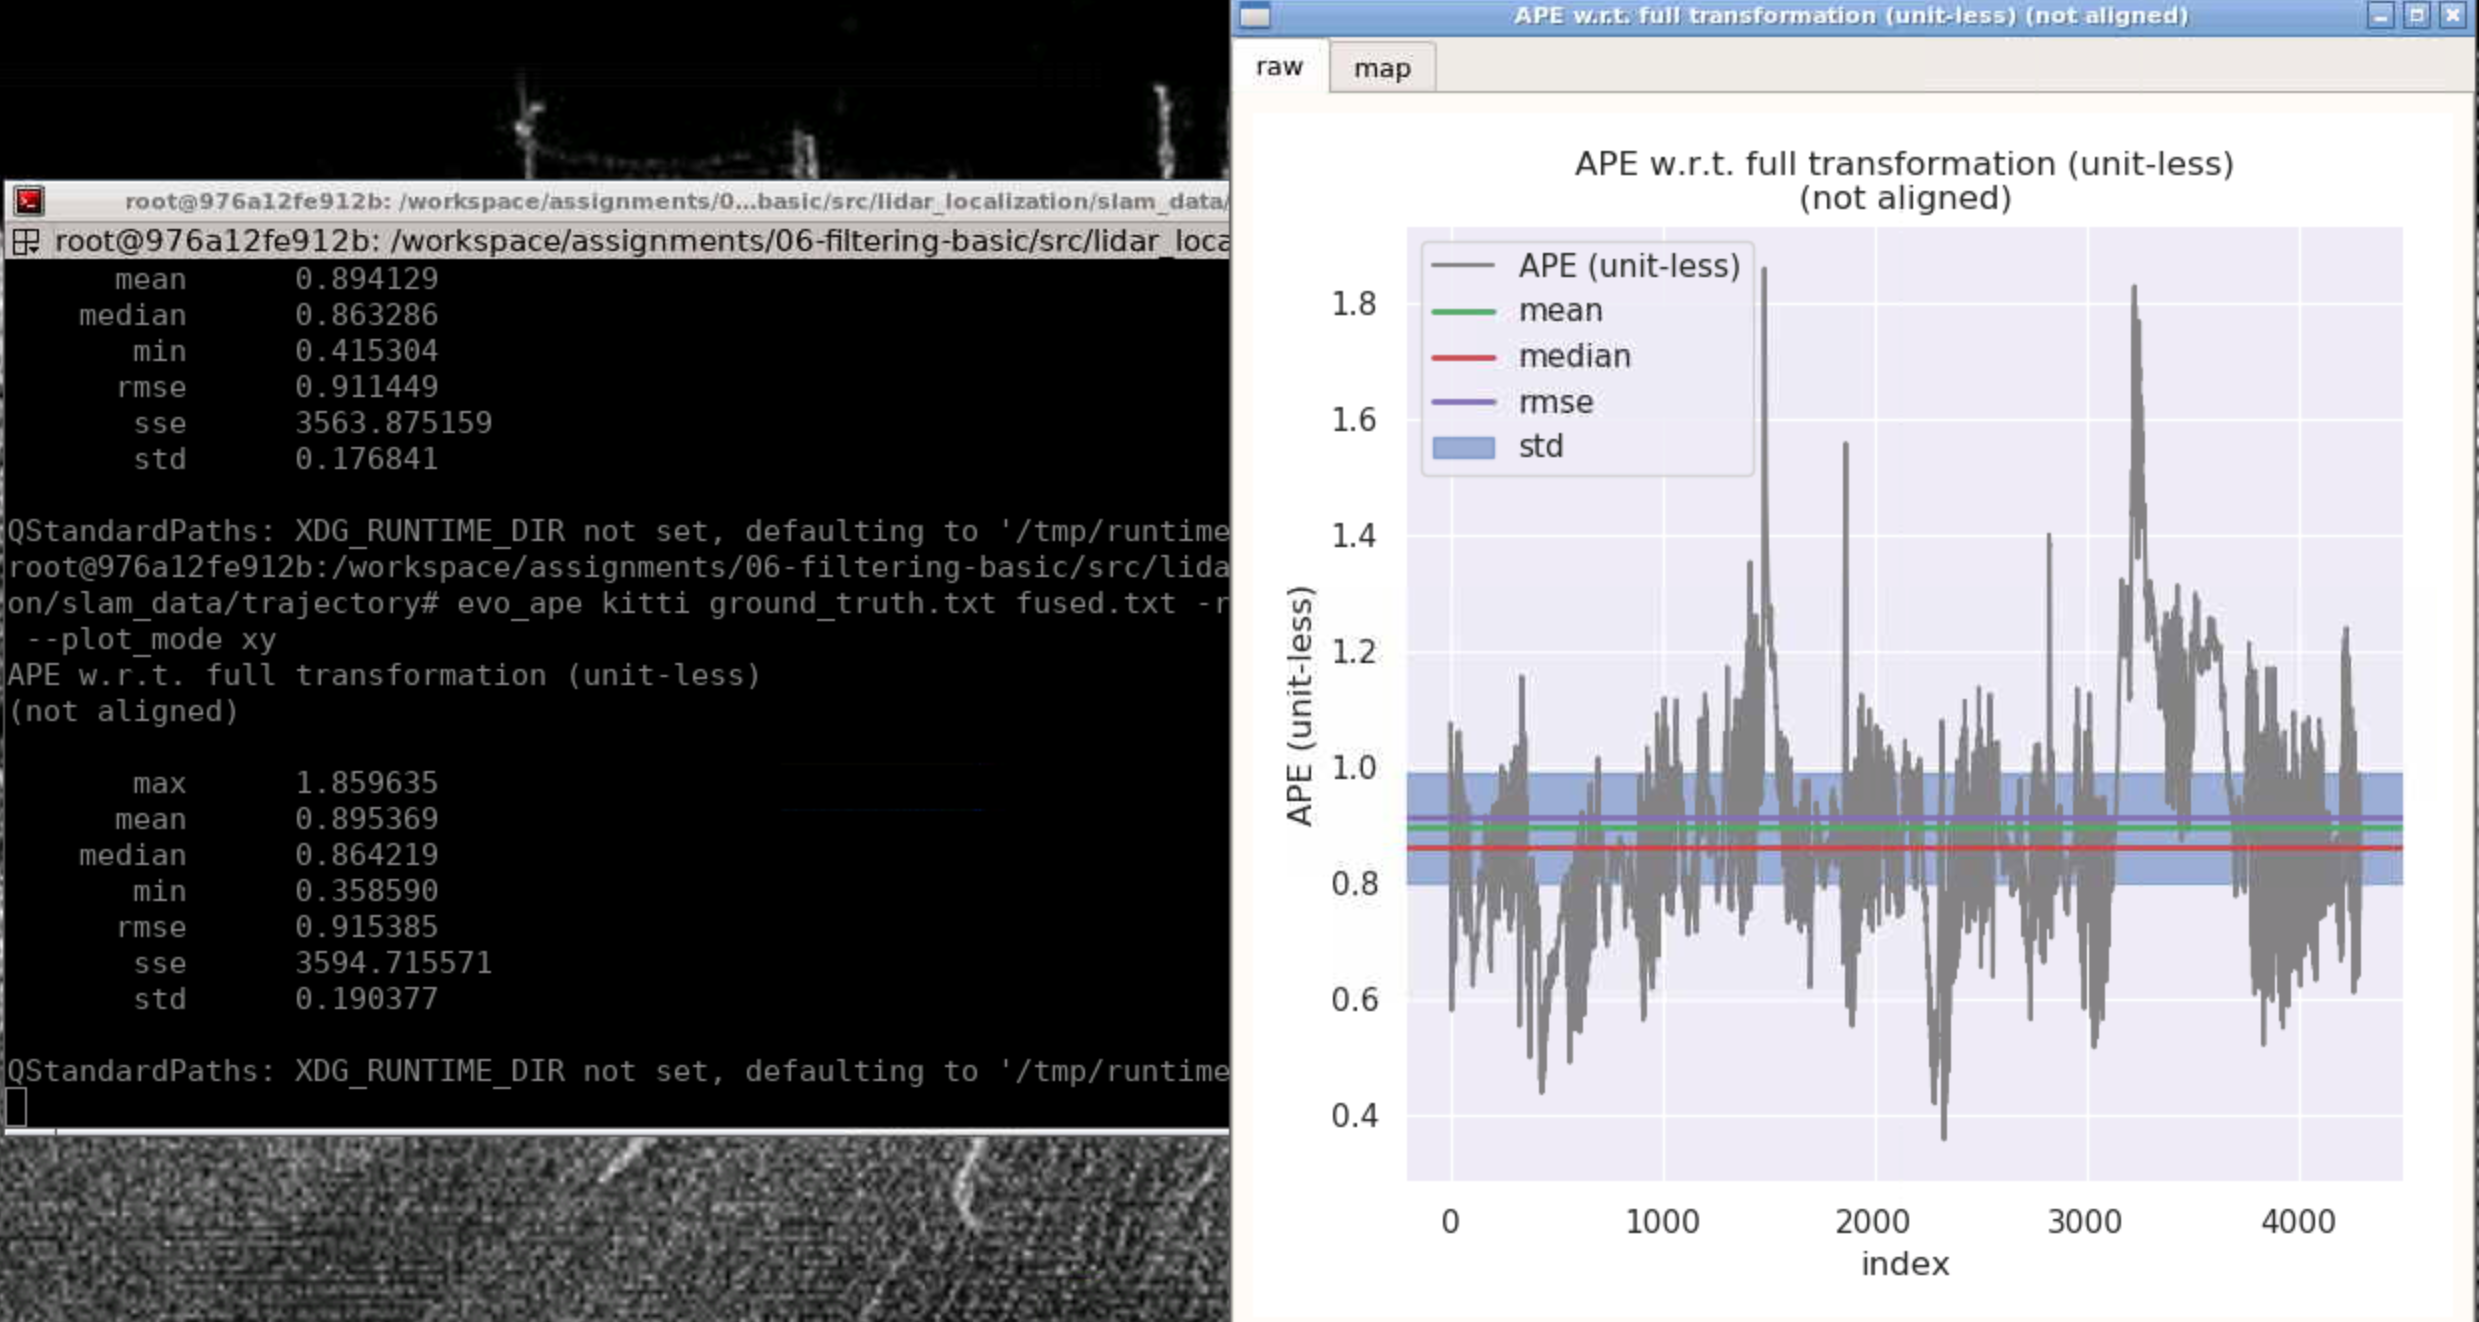 root@976a12fe912b: /workspace/assignments/0...basic/src/lidar_localization/slam_data/
root@976a12fe912b: /workspace/assignments/06-filtering-basic/src/lidar_loca
mean 0.894129
median 0.863286
min 0.415304
rmse 0.911449
sse 3563.875159
std 0.176841
QStandardPaths: XDG_RUNTIME_DIR not set, defaulting to '/tmp/runtime
root@976a12fe912b:/workspace/assignments/06-filtering-basic/src/lida
on/slam_data/trajectory# evo_ape kitti ground_truth.txt fused.txt -r
--plot_mode xy
APE w.r.t. full transformation (unit-less)
(not aligned)
max 1.859635
mean 0.895369
median 0.864219
min 0.358590
rmse 0.915385
sse 3594.715571
std 0.190377
QStandardPaths: XDG_RUNTIME_DIR not set, defaulting to '/tmp/runtime
APE w.r.t. full transformation (unit-less) (not aligned)
raw map
APE w.r.t. full transformation (unit-less)
(not aligned)
APE (unit-less)
mean
median
rmse
std
APE (unit-less)
1.8
1.6
1.4
1.2
1.0
0.8
0.6
0.4
0 1000 2000 3000 4000
index